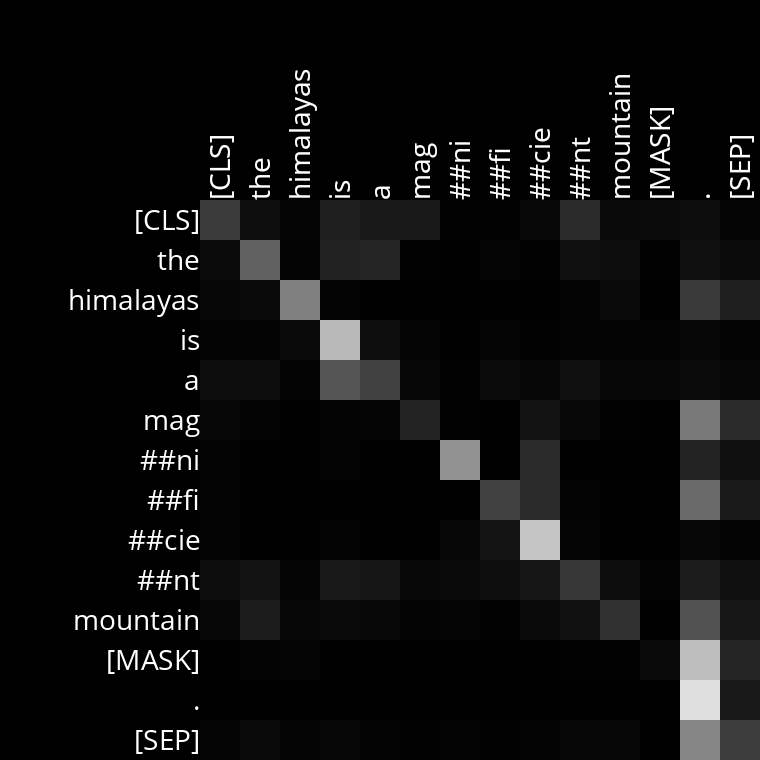 [CLS] the himalayas is a mag ##ni ##fi ##cie ##nt mountain [MASK] . [SEP]
[CLS]
the
himalayas
is
a
mag
##ni
##fi
##cie
##nt
mountain
[MASK]
.
[SEP]